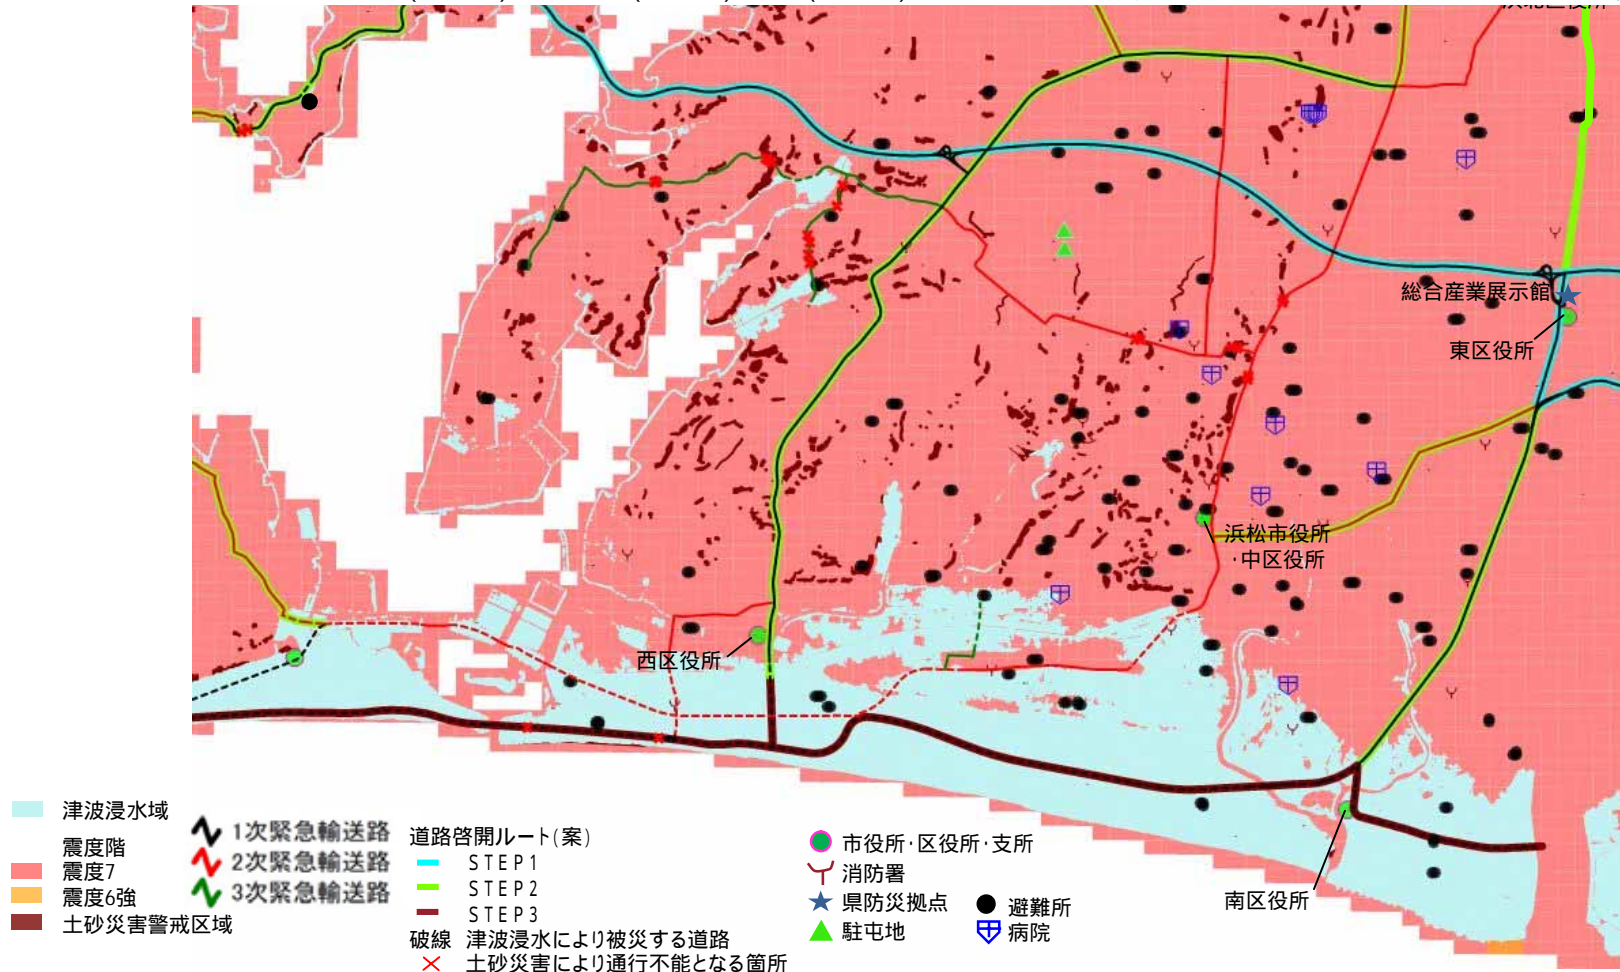 総合産業展示館
東区役所
浜松市役所
・中区役所
西区役所
南区役所
津波浸水域
震度階
震度7
震度6強
土砂災害警戒区域
1次緊急輸送路
2次緊急輸送路
3次緊急輸送路
道路啓開ルート(案)
STEP1
STEP2
STEP3
破線 津波浸水により被災する道路
土砂災害により通行不能となる箇所
市役所・区役所・支所
消防署
県防災拠点
駐屯地
避難所
病院